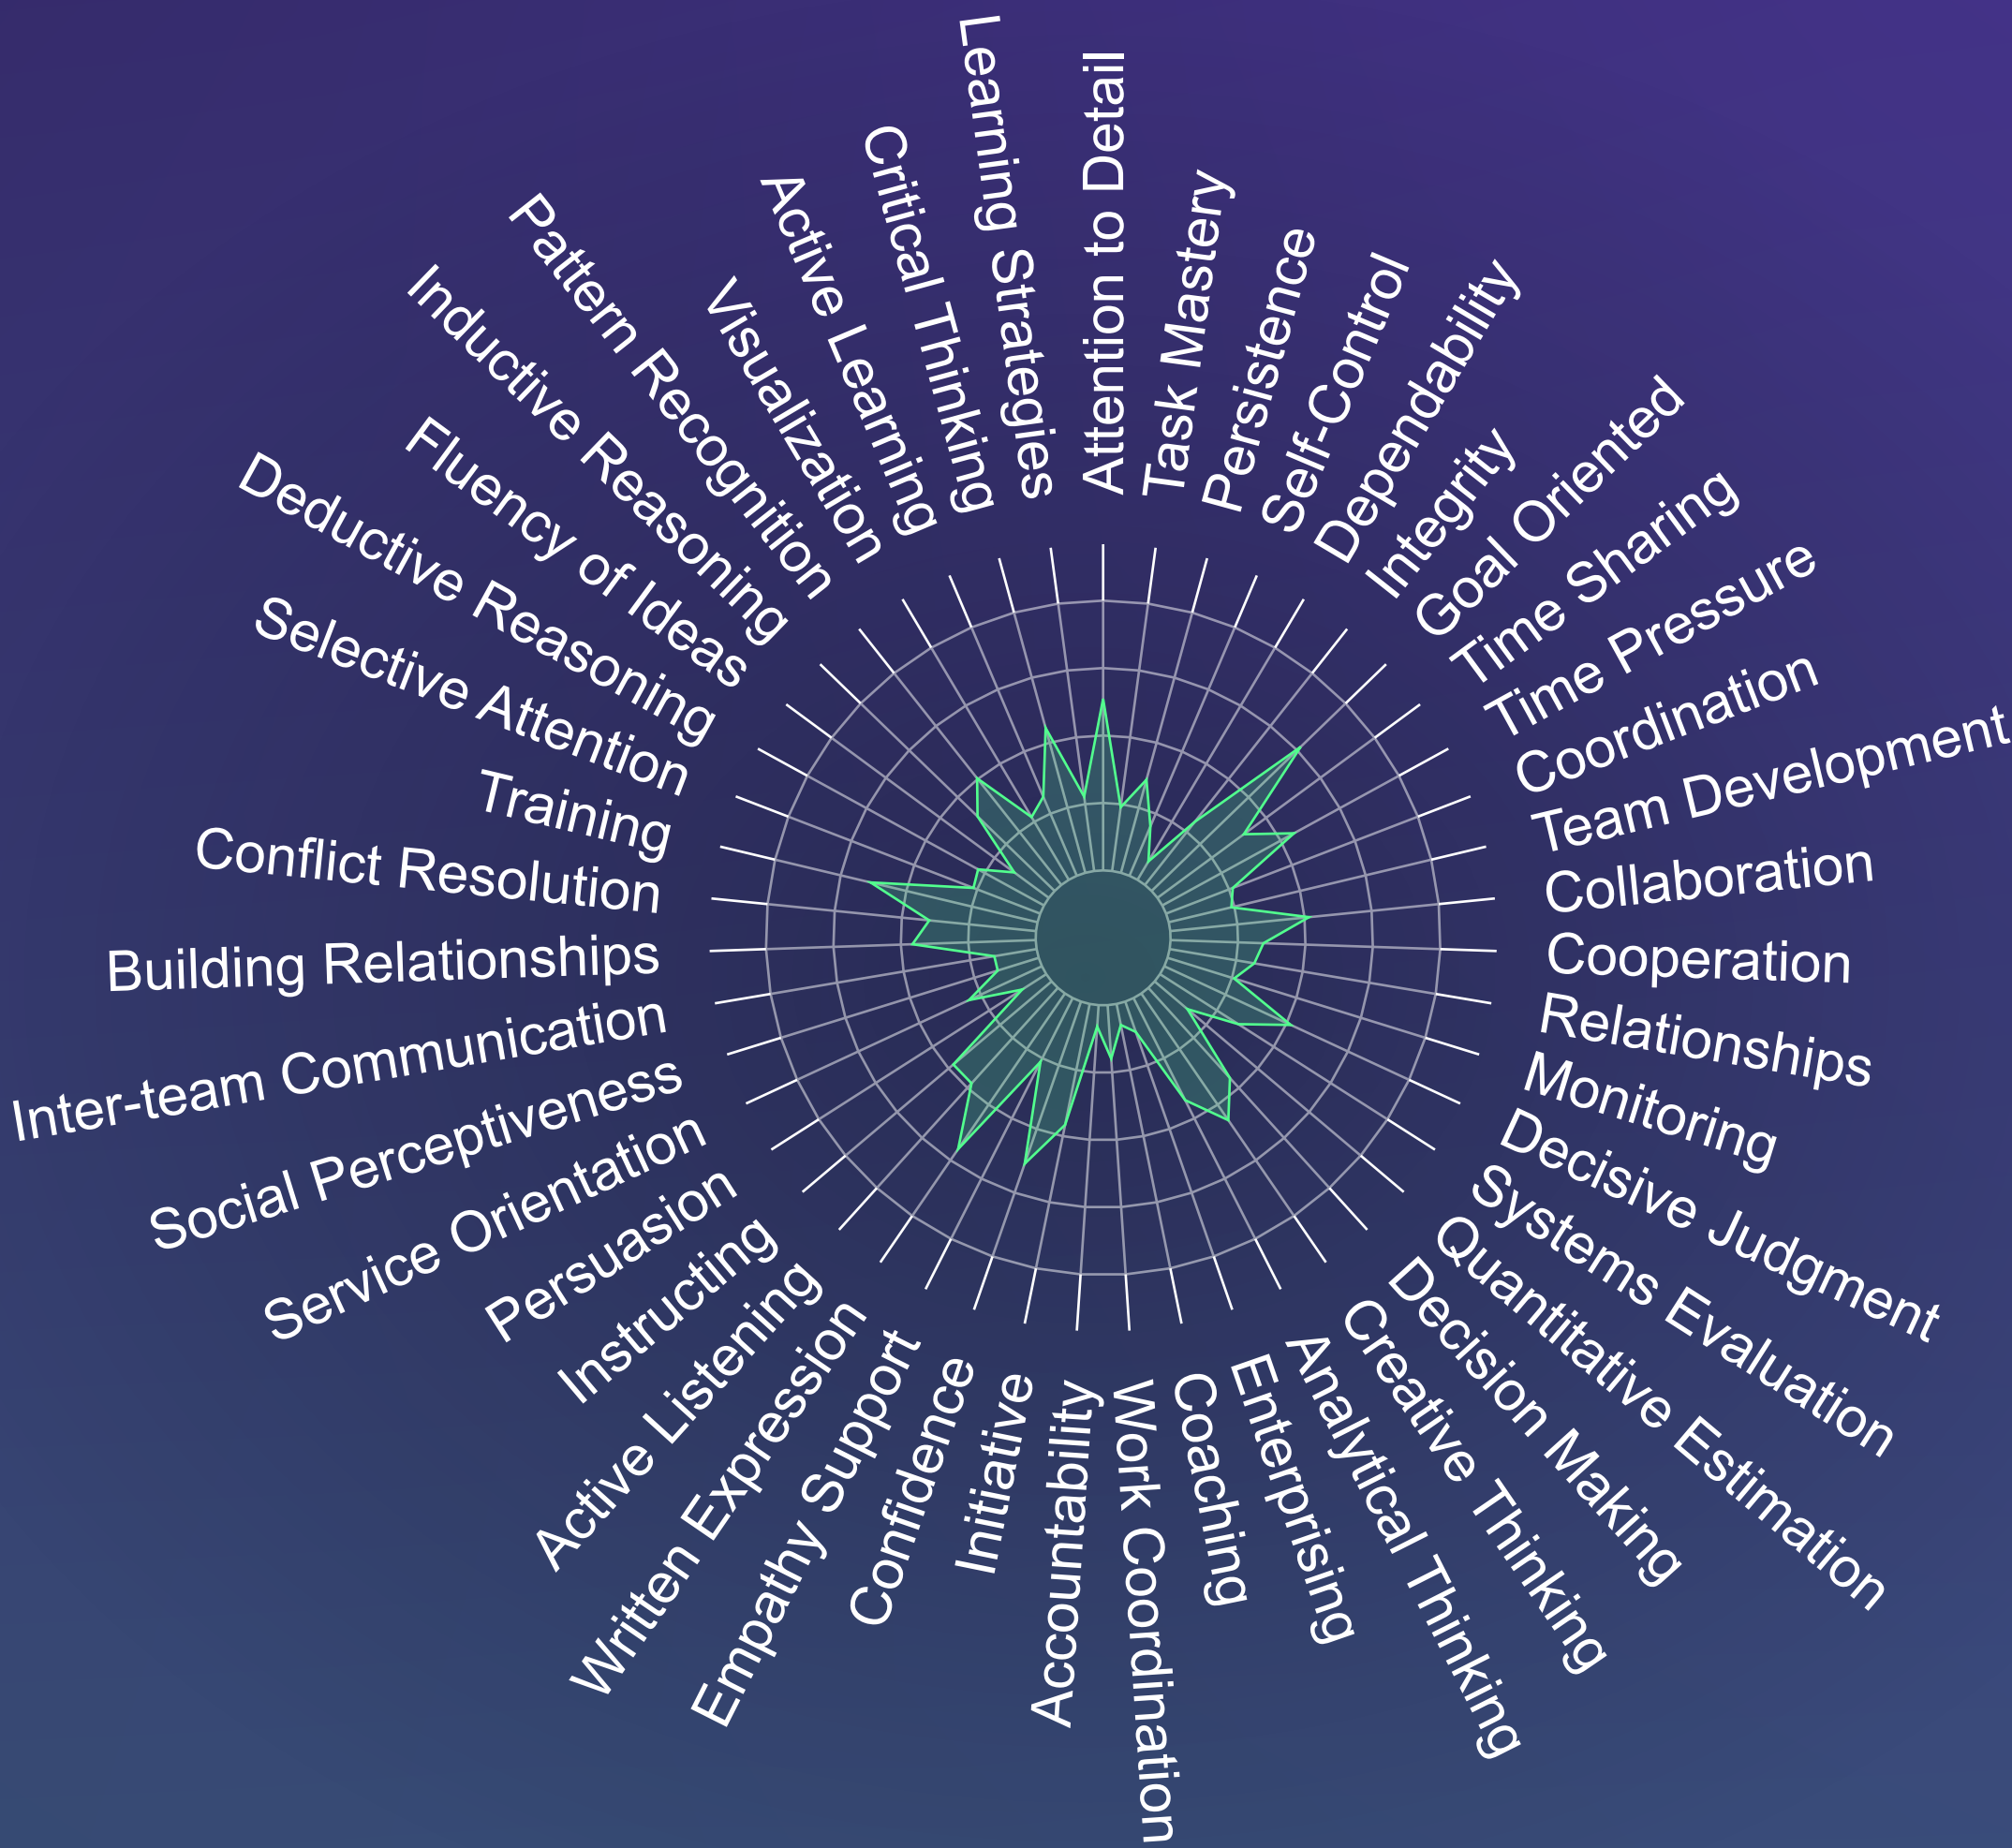 Attention to Detail
Task Mastery
Persistence
Self-Control
Dependability
Integrity
Goal Oriented
Time Sharing
Time Pressure
Coordination
Team Development
Collaboration
Cooperation
Relationships
Monitoring
Decisive Judgment
Systems Evaluation
Quantitative Estimation
Decision Making
Creative Thinking
Analytical Thinking
Enterprising
Coaching
Work Coordination
Accountability
Initiative
Confidence
Empathy Support
Written Expression
Active Listening
Instructing
Persuasion
Service Orientation
Social Perceptiveness
Inter-team Communication
Building Relationships
Conflict Resolution
Training
Selective Attention
Deductive Reasoning
Fluency of Ideas
Inductive Reasoning
Pattern Recognition
Visualization
Active Learning
Critical Thinking
Learning Strategies